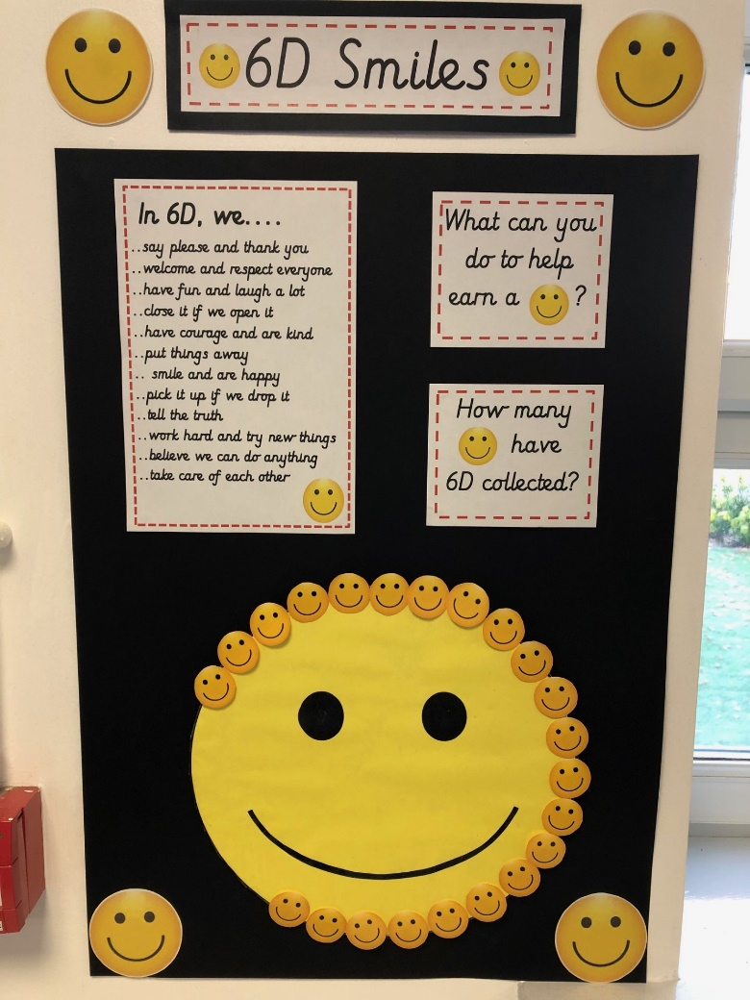 6D Smiles
In 6D, we....
..say please and thank you
..welcome and respect everyone
..have fun and laugh a lot
..close it if we open it
..have courage and are kind
..put things away
.. smile and are happy
..pick it up if we drop it
..tell the truth
..work hard and try new things
..believe we can do anything
..take care of each other
What can you
do to help
earn a ?
How many
have
6D collected?